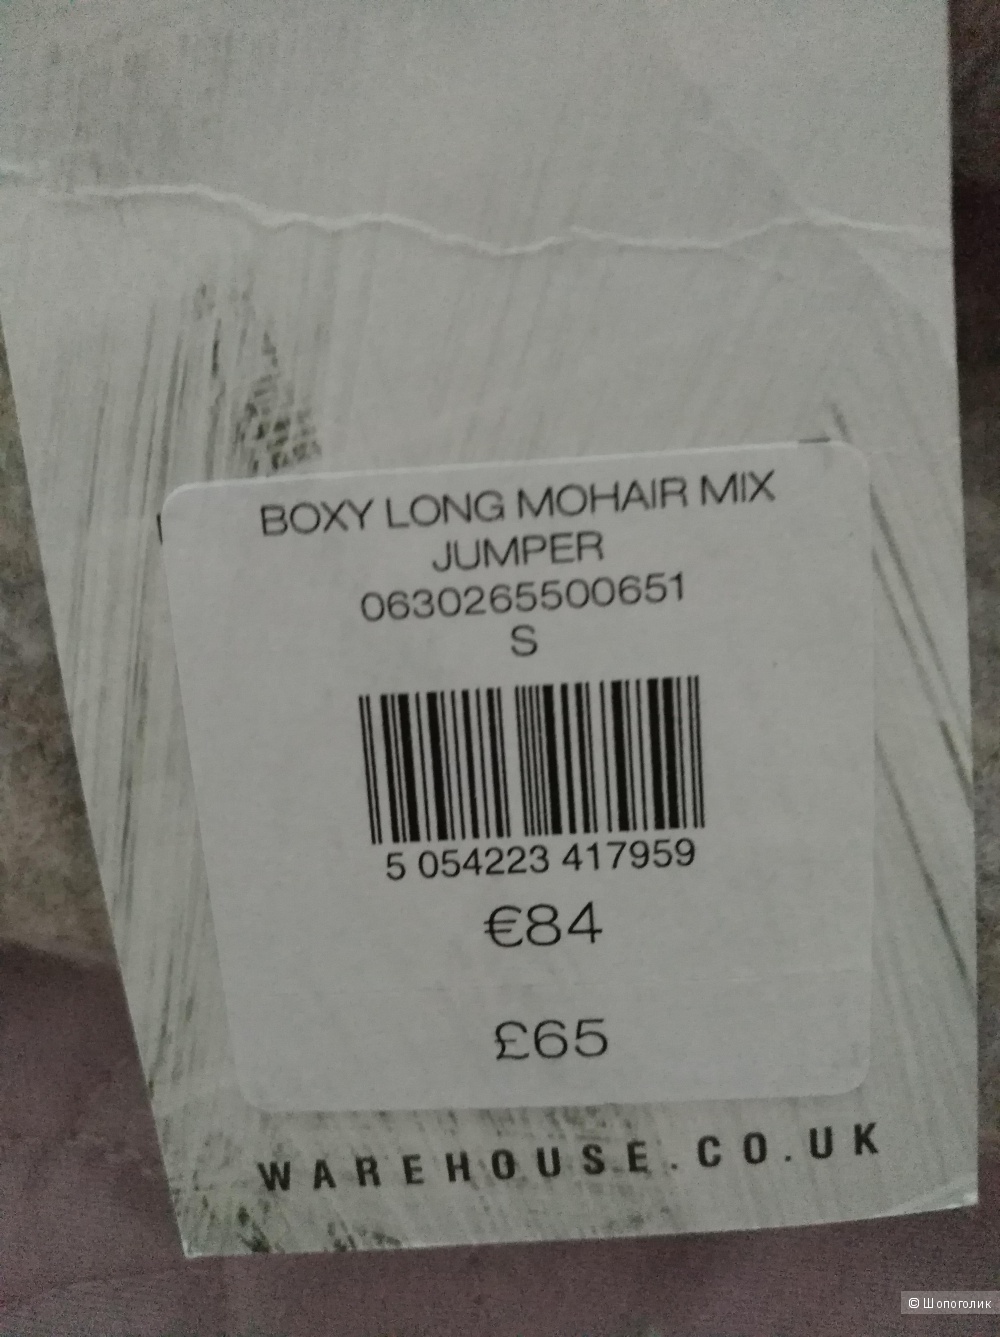 BOXY LONG MOHAIR MIX
JUMPER
0630265500651
S
5 054223 417959
€84
£65
WAREHOUSE.CO.UK
© Шопоголик